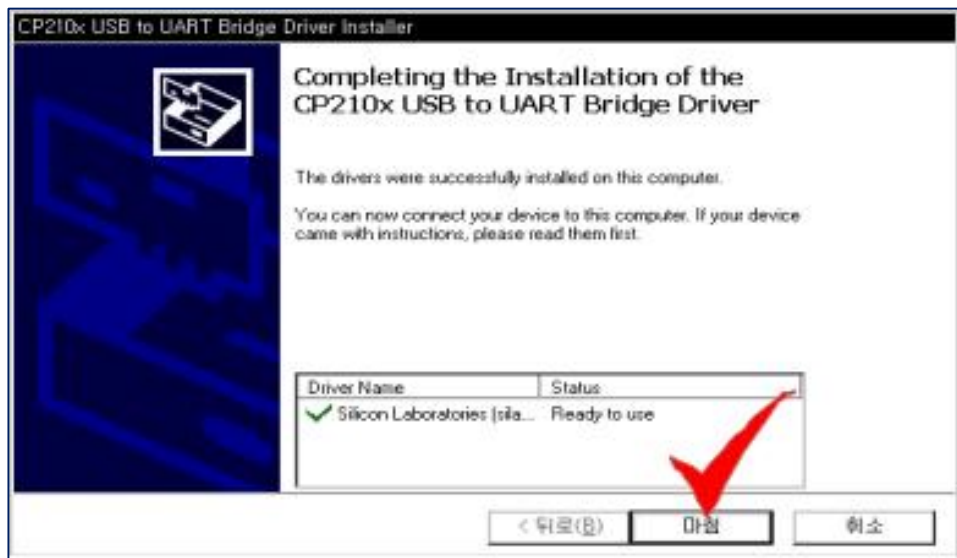 CP210x USB to UART Bridge Driver Installer
Completing the Installation of the
CP210x USB to UART Bridge Driver
The drivers were successfully installed on this computer.
You can now connect your device to this computer. If your device
came with instructions, please read them first.
Driver Name Status
Silicon Laboratories (sila... Ready to use
< 뒤로(B) 마침 취소